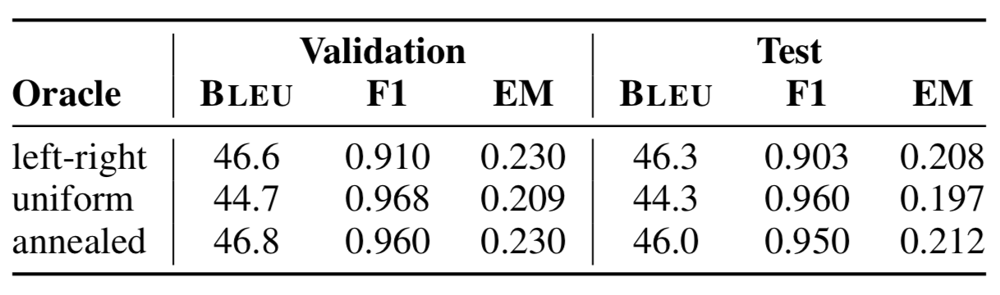 Validation Test
Oracle BLEU F1 EM BLEU F1 EM
left-right 46.6 0.910 0.230 46.3 0.903 0.208
uniform 44.7 0.968 0.209 44.3 0.960 0.197
annealed 46.8 0.960 0.230 46.0 0.950 0.212